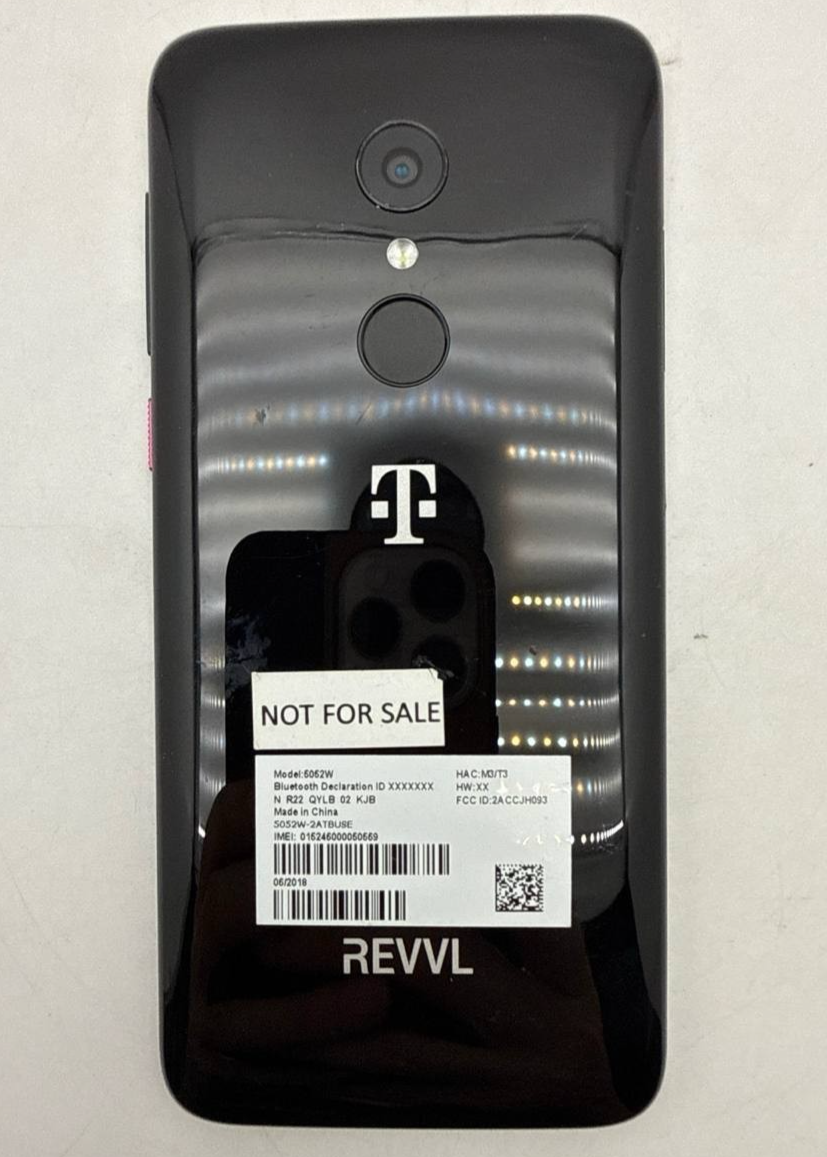 T
NOT FOR SALE
Model:5052W
Bluetooth Declaration ID XXXXXXX
N R22 QYLB 02 KJB
Made in China
5052W-2ATBUSE
IMEI: 015246000050559
06/2018
HAC:M3/T3
HW:XX
FCC ID:2ACCJH093
REVVL